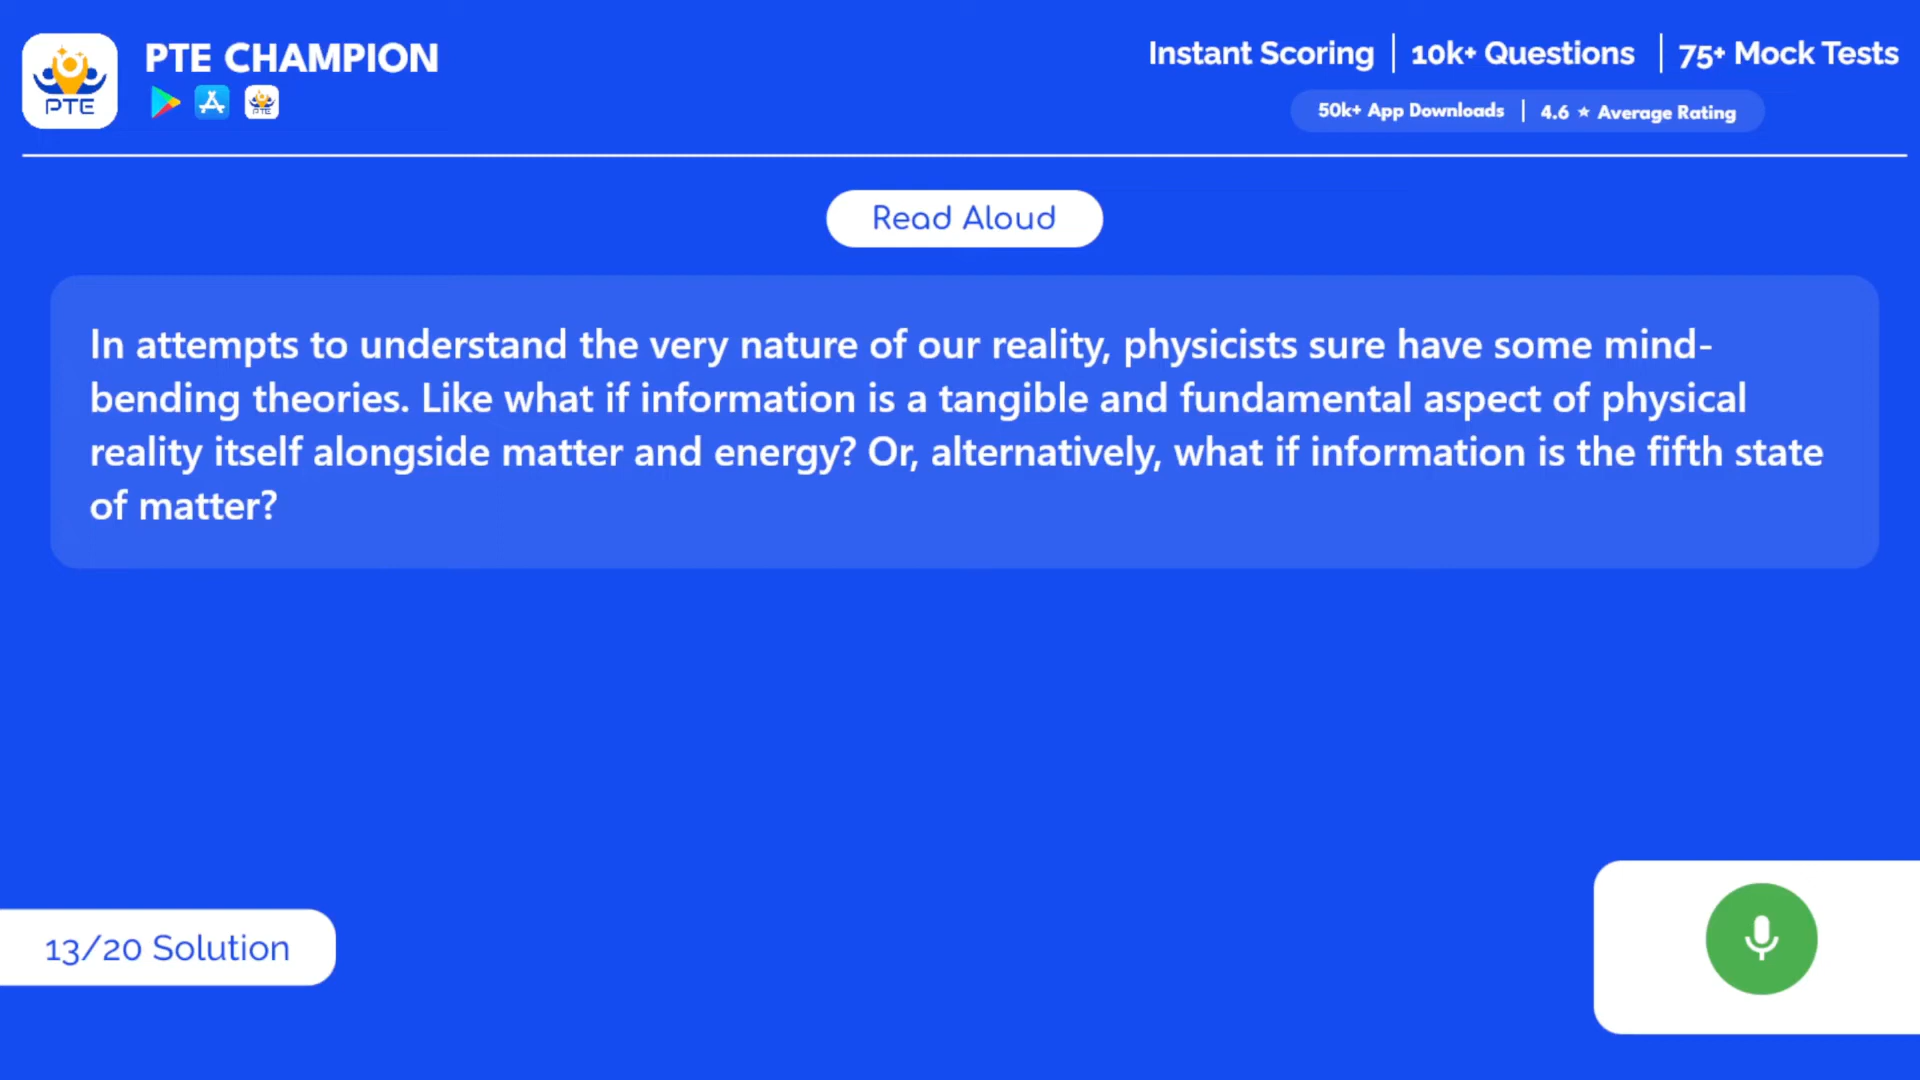 PTE CHAMPION
PTE
PTE
Instant Scoring | 10k+ Questions | 75+ Mock Tests
50k+ App Downloads | 4.6 ★ Average Rating
Read Aloud
In attempts to understand the very nature of our reality, physicists sure have some mind-
bending theories. Like what if information is a tangible and fundamental aspect of physical
reality itself alongside matter and energy? Or, alternatively, what if information is the fifth state
of matter?
13/20 Solution